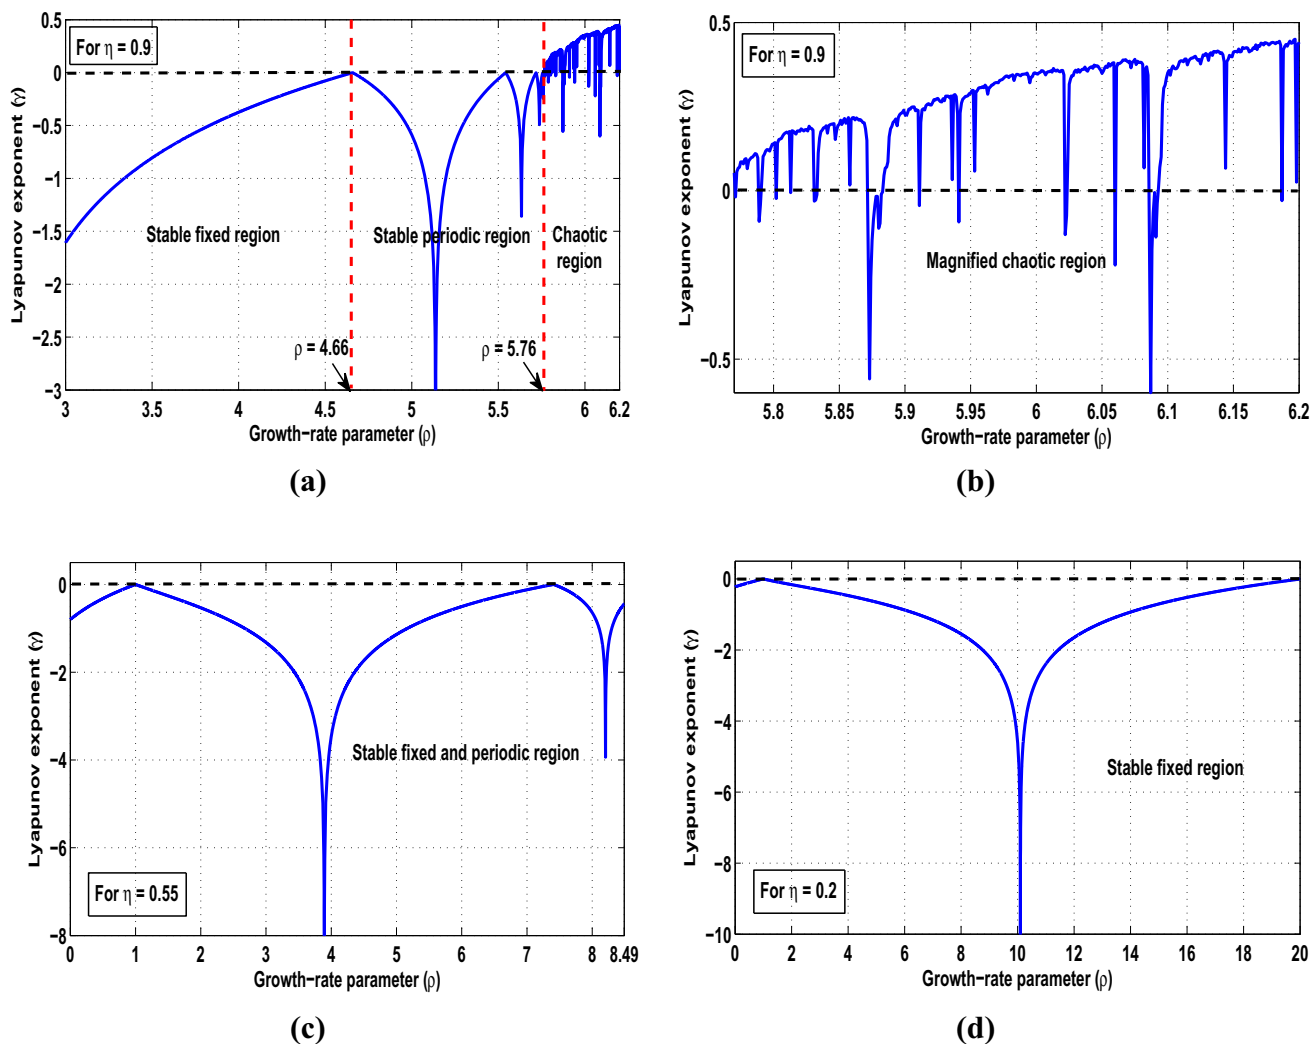 For η = 0.9
Lyapunov exponent (γ)
0.5
0
−0.5
−1
−1.5
−2
−2.5
−3
Stable fixed region
Stable periodic region
Chaotic
region
ρ = 4.66
ρ = 5.76
3
3.5
4
4.5
5
5.5
6
6.2
Growth−rate parameter (ρ)
(a)
For η = 0.9
Lyapunov exponent (γ)
0.5
0
−0.5
Magnified chaotic region
5.8
5.85
5.9
5.95
6
6.05
6.1
6.15
6.2
Growth−rate parameter (ρ)
(b)
Lyapunov exponent (γ)
0
−2
−4
−6
−8
Stable fixed and periodic region
For η = 0.55
0
1
2
3
4
5
6
7
8
8.49
Growth−rate parameter (ρ)
(c)
Lyapunov exponent (γ)
0
−2
−4
−6
−8
−10
Stable fixed region
For η = 0.2
0
2
4
6
8
10
12
14
16
18
20
Growth−rate parameter (ρ)
(d)